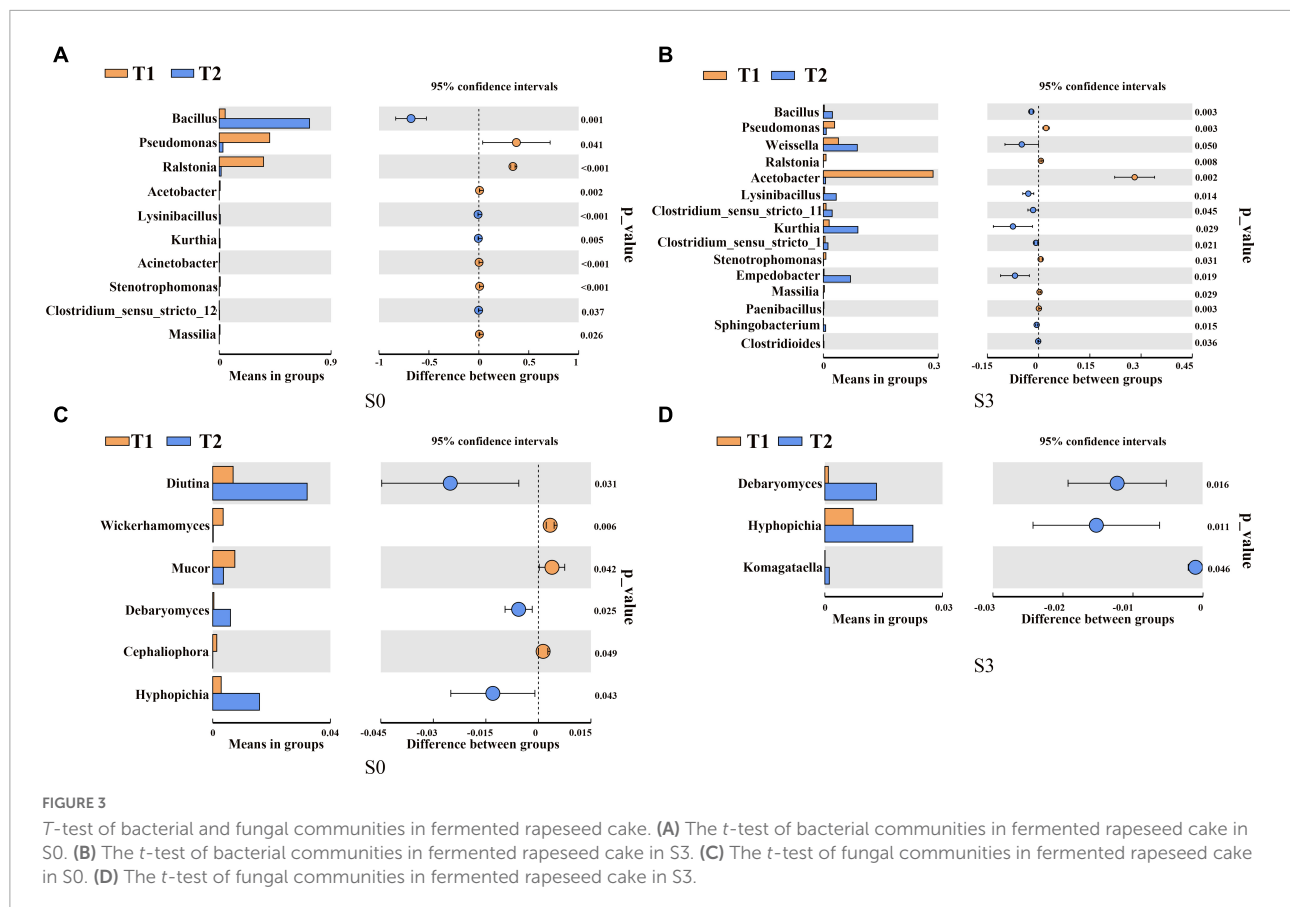 A
T1 T2
95% confidence intervals
Bacillus 0.001
Pseudomonas 0.041
Ralstonia <0.001
Acetobacter 0.002
Lysinibacillus <0.001
Kurthia 0.005
Acinetobacter <0.001
Stenotrophomonas <0.001
Clostridium_sensu_stricto_12 0.037
Massilia 0.026
p_value
0 0.9 -1 -0.5 0 0.5 1
Means in groups Difference between groups
S0
B
T1 T2
95% confidence intervals
Bacillus 0.003
Pseudomonas 0.003
Weissella 0.050
Ralstonia 0.008
Acetobacter 0.002
Lysinibacillus 0.014
Clostridium_sensu_stricto_11 0.045
Kurthia 0.029
Clostridium_sensu_stricto_1 0.021
Stenotrophomonas 0.031
Empedobacter 0.019
Massilia 0.029
Paenibacillus 0.003
Sphingobacterium 0.015
Clostridioides 0.036
p_value
0 0.3 -0.15 0 0.15 0.3 0.45
Means in groups Difference between groups
S3
C
T1 T2
95% confidence intervals
Diutina 0.031
Wickerhamomyces 0.006
Mucor 0.042
Debaryomyces 0.025
Cephaliophora 0.049
Hyphopichia 0.043
p_value
0 0.04 -0.045 -0.03 -0.015 0 0.015
Means in groups Difference between groups
S0
D
T1 T2
95% confidence intervals
Debaryomyces 0.016
Hyphopichia 0.011
Komagataella 0.046
p_value
0 0.03 -0.03 -0.02 -0.01 0
Means in groups Difference between groups
S3
FIGURE 3
T-test of bacterial and fungal communities in fermented rapeseed cake. (A) The t-test of bacterial communities in fermented rapeseed cake in
S0. (B) The t-test of bacterial communities in fermented rapeseed cake in S3. (C) The t-test of fungal communities in fermented rapeseed cake
in S0. (D) The t-test of fungal communities in fermented rapeseed cake in S3.